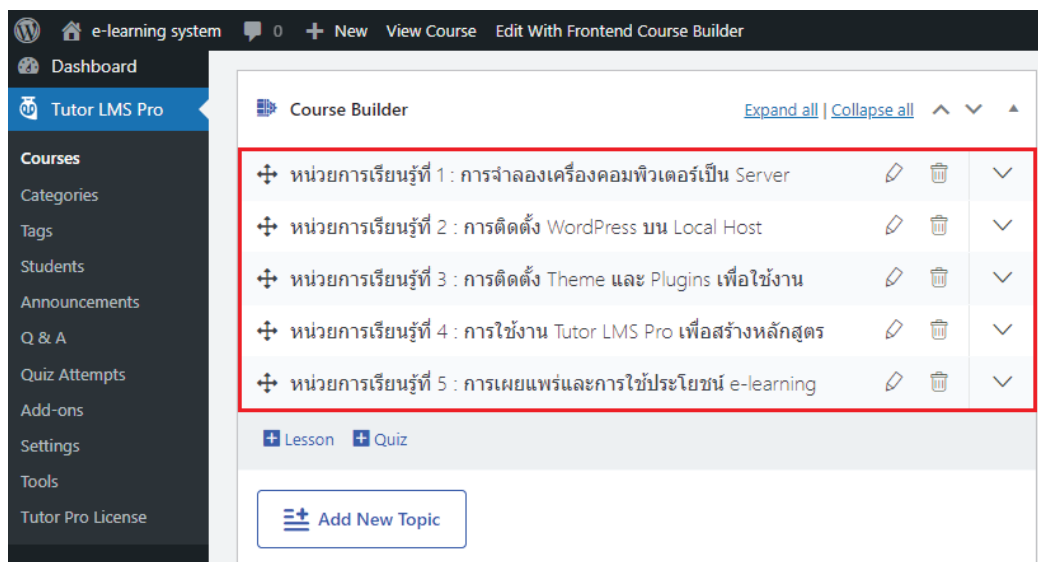 e-learning system 0 + New View Course Edit With Frontend Course Builder
Dashboard
Tutor LMS Pro
Courses
Categories
Tags
Students
Announcements
Q & A
Quiz Attempts
Add-ons
Settings
Tools
Tutor Pro License
Course Builder Expand all | Collapse all
หน่วยการเรียนรู้ที่ 1 : การจำลองเครื่องคอมพิวเตอร์เป็น Server
หน่วยการเรียนรู้ที่ 2 : การติดตั้ง WordPress บน Local Host
หน่วยการเรียนรู้ที่ 3 : การติดตั้ง Theme และ Plugins เพื่อใช้งาน
หน่วยการเรียนรู้ที่ 4 : การใช้งาน Tutor LMS Pro เพื่อสร้างหลักสูตร
หน่วยการเรียนรู้ที่ 5 : การเผยแพร่และการใช้ประโยชน์ e-learning
Lesson Quiz
Add New Topic